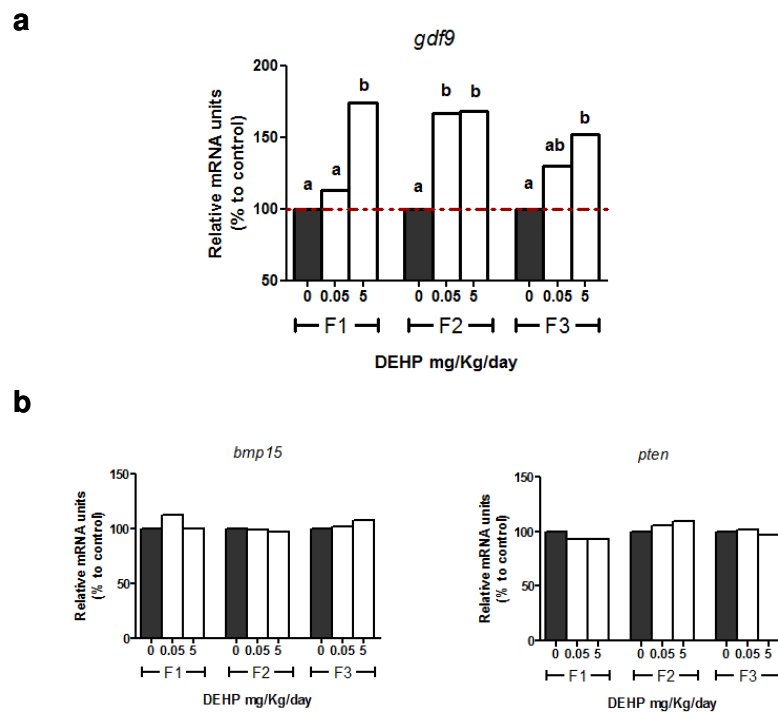 a
gdf9
Relative mRNA units
(% to control)
200
150
100
50
a
a
b
a
b
b
a
ab
b
0 0.05 5
0 0.05 5
0 0.05 5
F1
F2
F3
DEHP mg/Kg/day
b
bmp15
Relative mRNA units
(% to control)
150
100
50
0
0 0.05 5
0 0.05 5
0 0.05 5
F1
F2
F3
DEHP mg/Kg/day
pten
Relative mRNA units
(% to control)
150
100
50
0
0 0.05 5
0 0.05 5
0 0.05 5
F1
F2
F3
DEHP mg/Kg/day